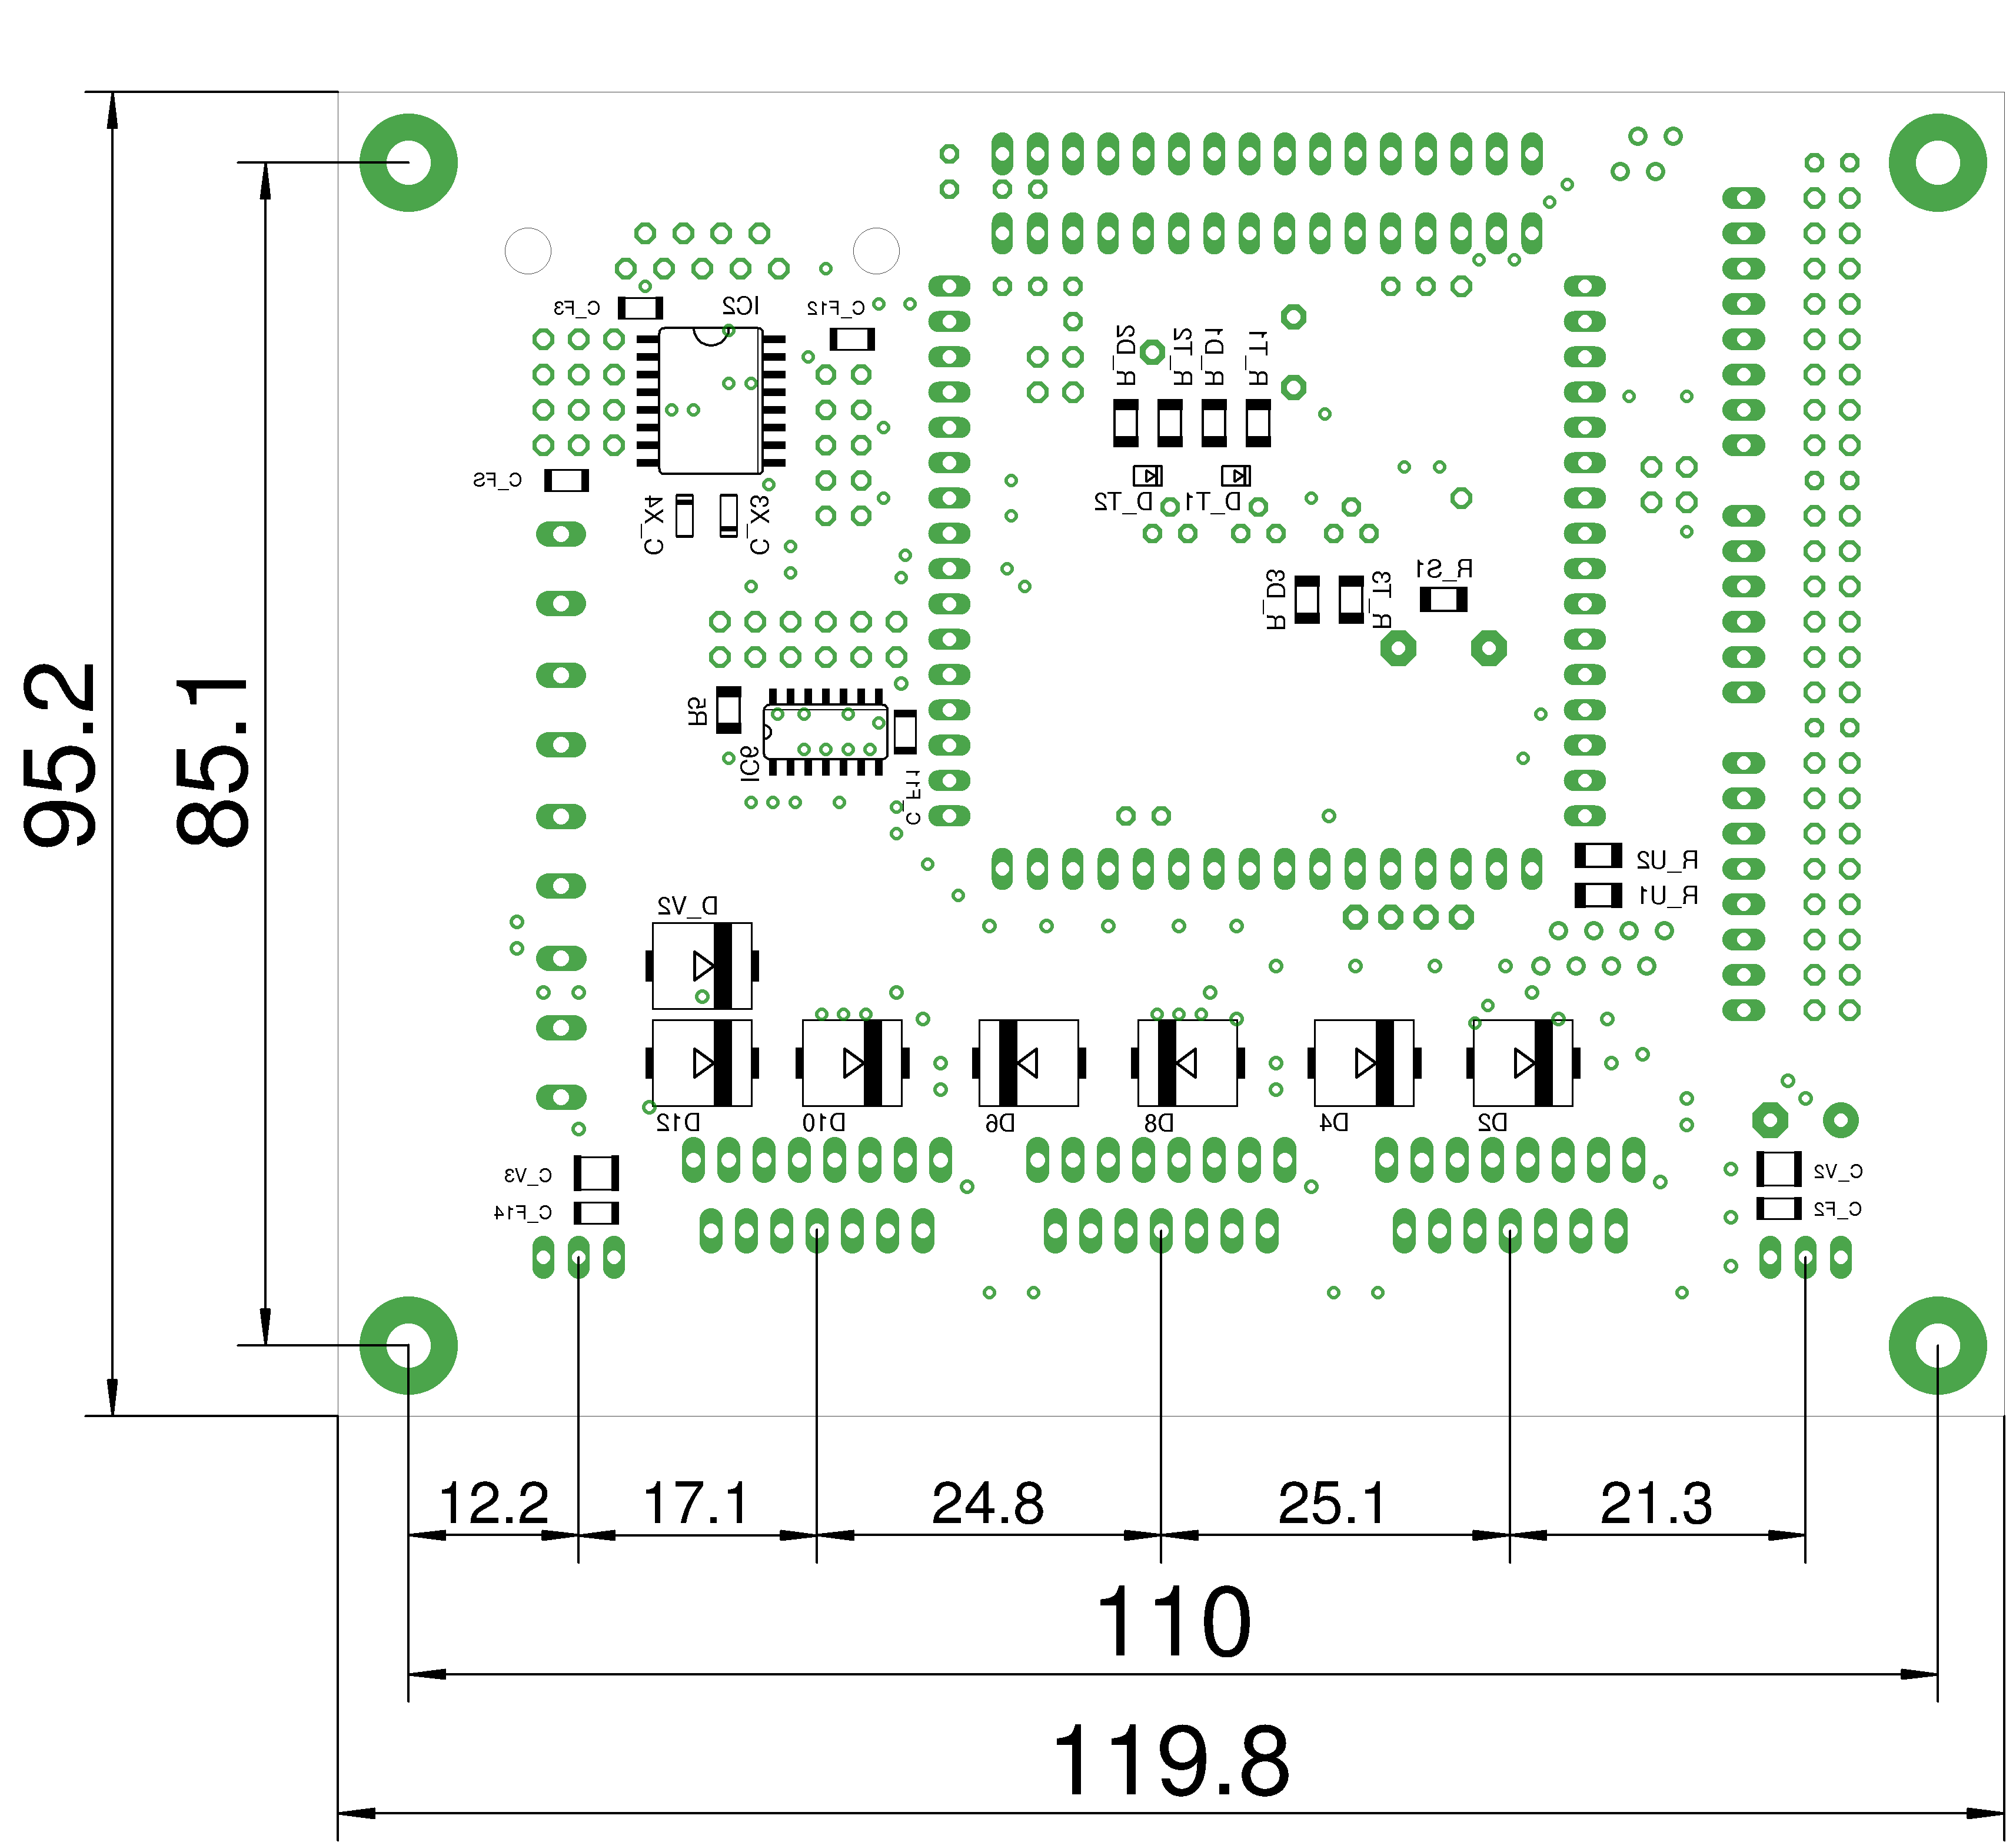 IC2
C_F3
C_F12
R_D2
R_T2
R_D1
R_T1
C_FS
C_X4
C_X3
D_T2
D_T1
R_S1
R_D3
R_T3
R5
IC6
C_F11
95.2
85.1
R_U2
R_U1
D_V2
D12
D10
D6
D8
D4
D2
C_V3
C_V2
C_F14
C_F2
12.2
17.1
24.8
25.1
21.3
110
119.8